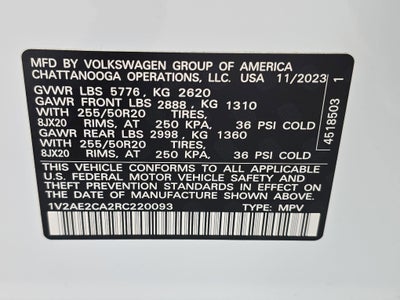 MFD BY VOLKSWAGEN GROUP OF AMERICA
CHATTANOOGA OPERATIONS, LLC. USA 11/2023
GVWR LBS 5776, KG 2620
GAWR FRONT LBS 2888, KG 1310
WITH 255/50R20 TIRES,
8JX20 RIMS, AT 250 KPA, 36 PSI COLD
GAWR REAR LBS 2998, KG 1360
WITH 255/50R20 TIRES,
8JX20 RIMS, AT 250 KPA, 36 PSI COLD
THIS VEHICLE CONFORMS TO ALL APPLICABLE
U.S. FEDERAL MOTOR VEHICLE SAFETY AND
THEFT PREVENTION STANDARDS IN EFFECT ON
THE DATE OF MANUFACTURE SHOWN ABOVE.
1V2AE2CA2RC220093 TYPE: MPV
4518503 1